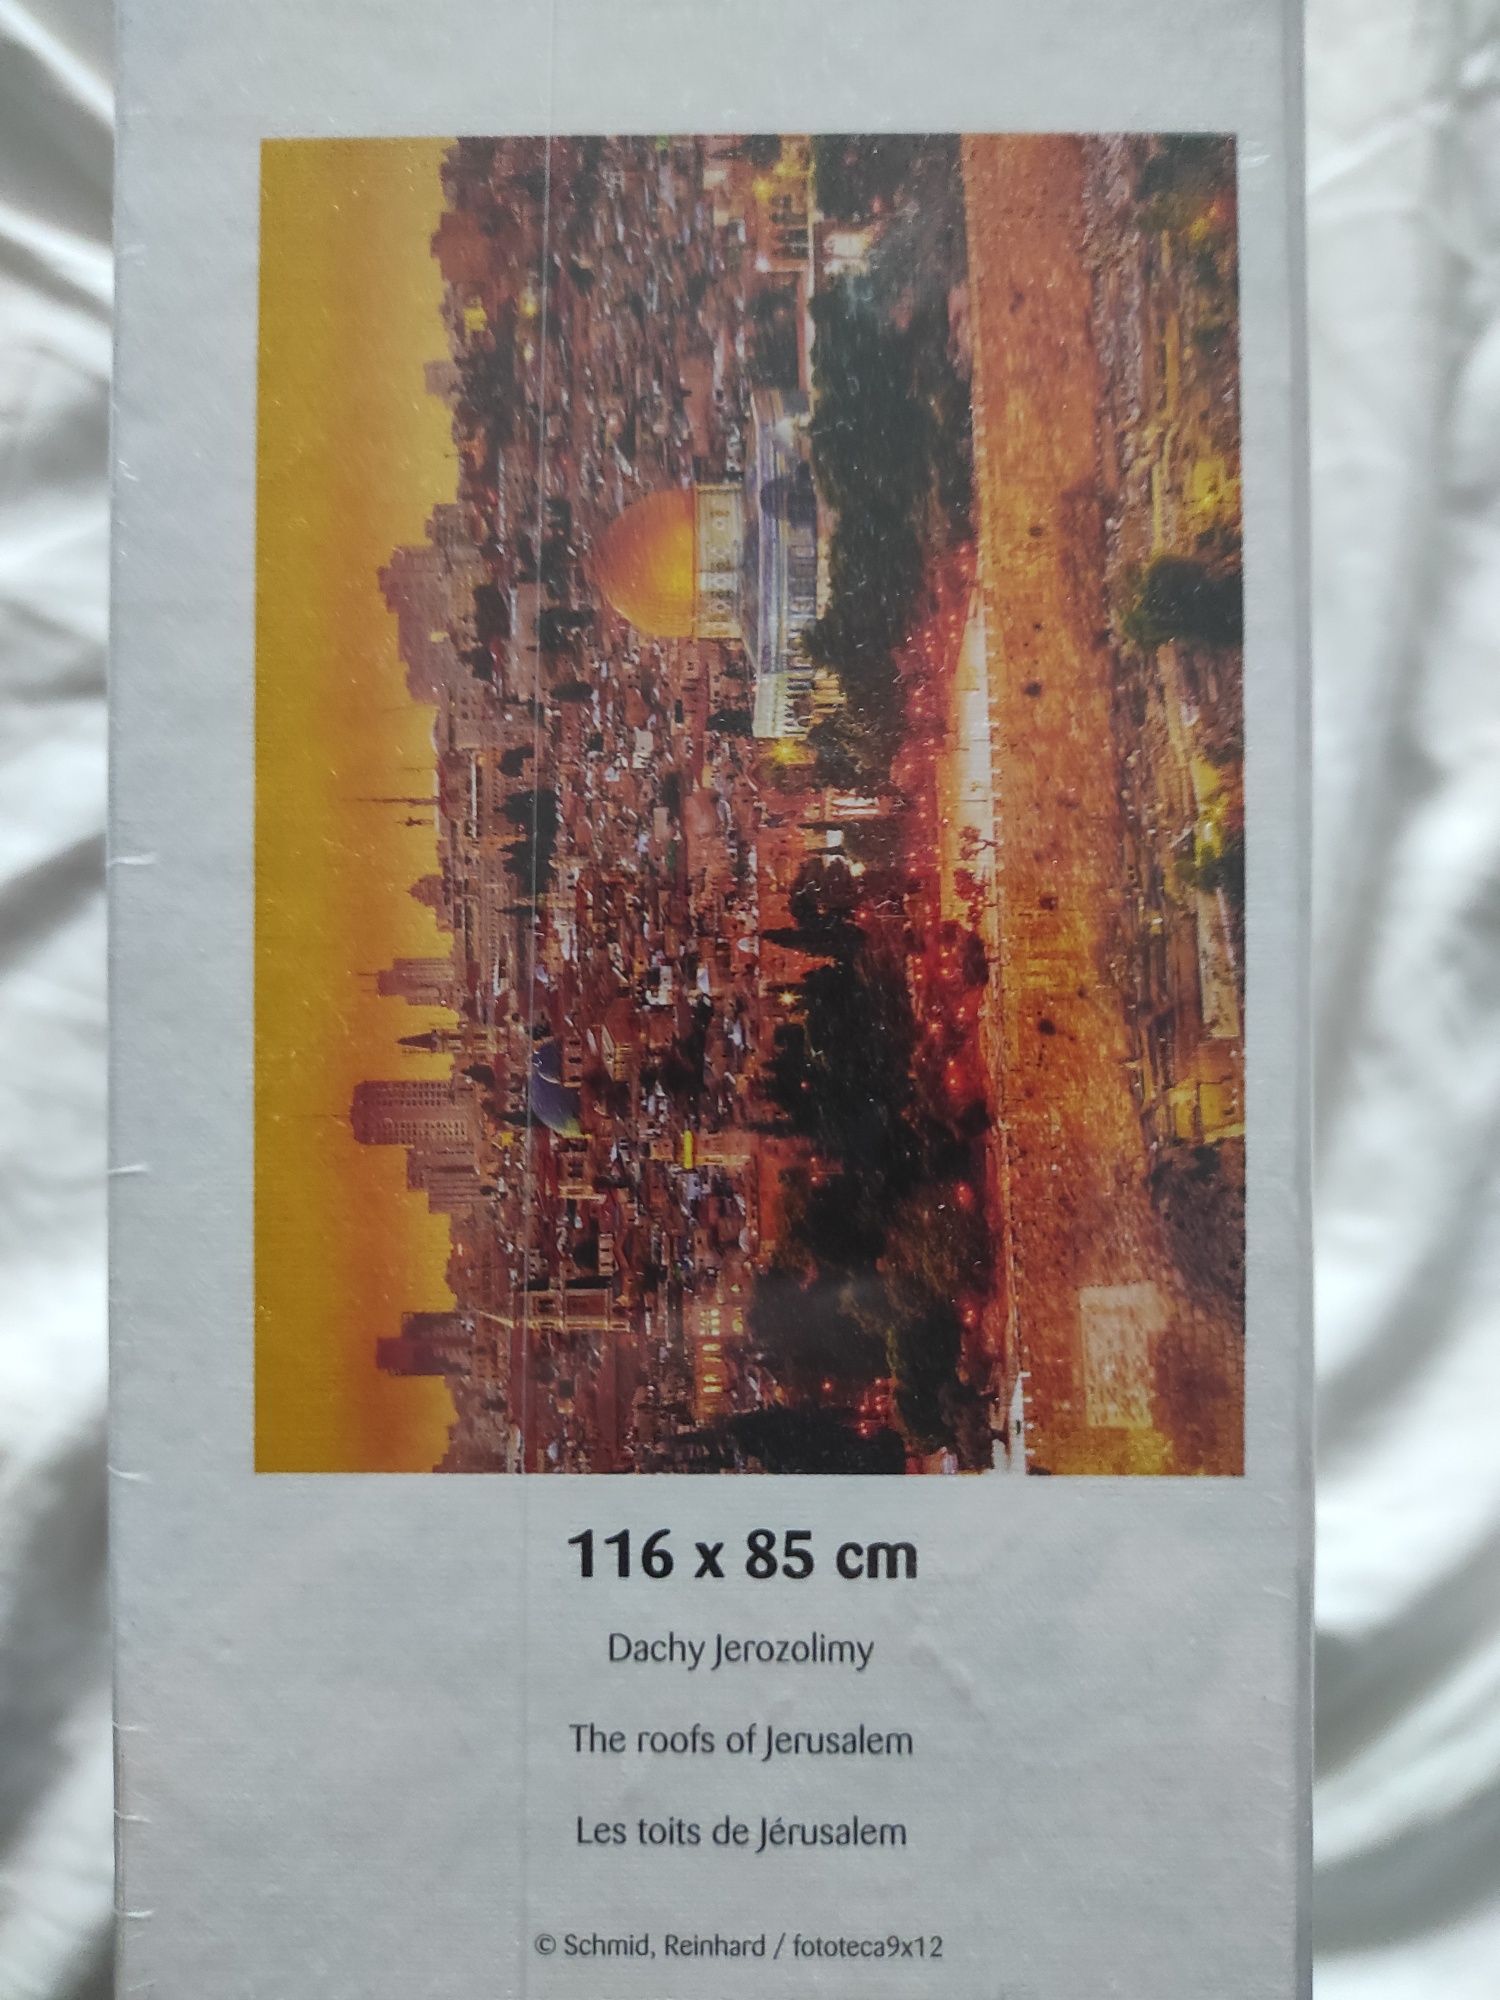 116 x 85 cm
Dachy Jerozolimy
The roofs of Jerusalem
Les toits de Jérusalem
© Schmid, Reinhard / fototeca9x12